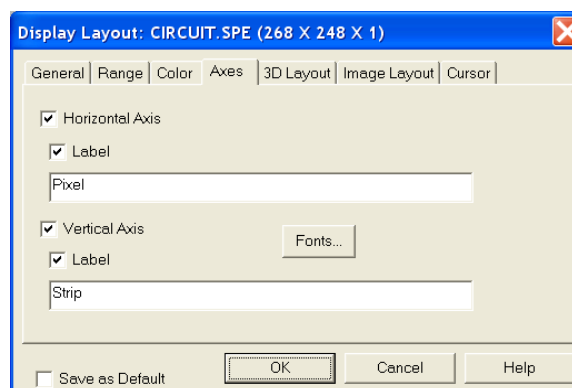 Display Layout: CIRCUIT.SPE (268 X 248 X 1)
General Range Color Axes 3D Layout Image Layout Cursor
Horizontal Axis
Label
Pixel
Vertical Axis
Fonts...
Label
Strip
Save as Default OK Cancel Help